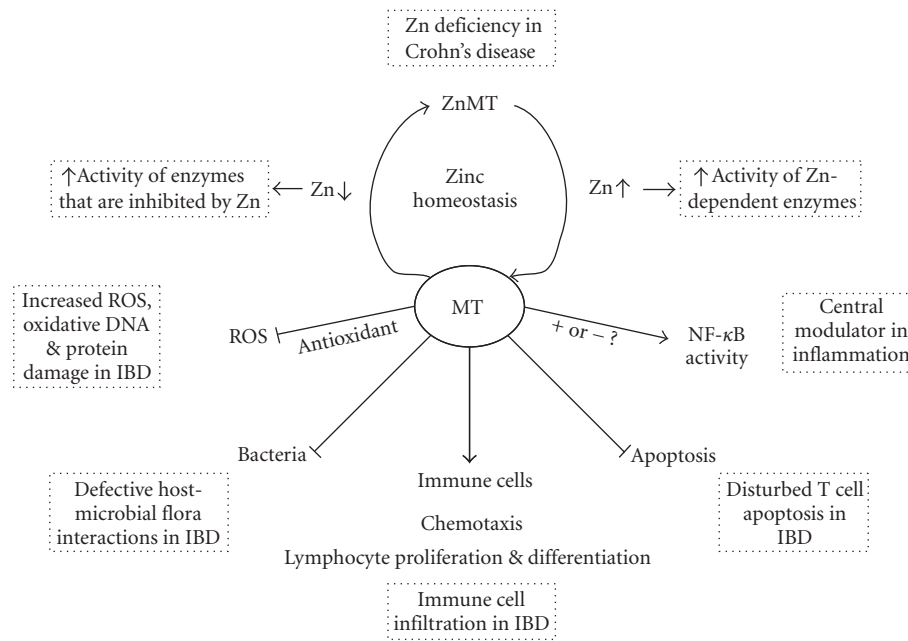 Zn deficiency in
Crohn's disease
ZnMT
↑Activity of enzymes
that are inhibited by Zn
Zn↓
Zinc
homeostasis
Zn↑
↑ Activity of Zn-
dependent enzymes
MT
Increased ROS,
oxidative DNA
& protein
damage in IBD
ROS
Antioxidant
+ or − ?
NF-κB
activity
Central
modulator in
inflammation
Bacteria
Apoptosis
Defective host-
microbial flora
interactions in IBD
Immune cells
Chemotaxis
Lymphocyte proliferation & differentiation
Disturbed T cell
apoptosis in
IBD
Immune cell
infiltration in IBD